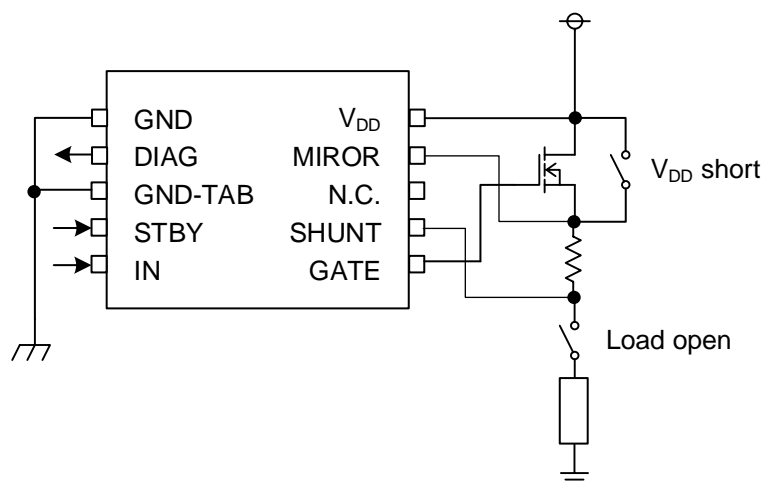 GND
DIAG
GND-TAB
STBY
IN
VDD
MIROR
N.C.
SHUNT
GATE
VDD short
Load open